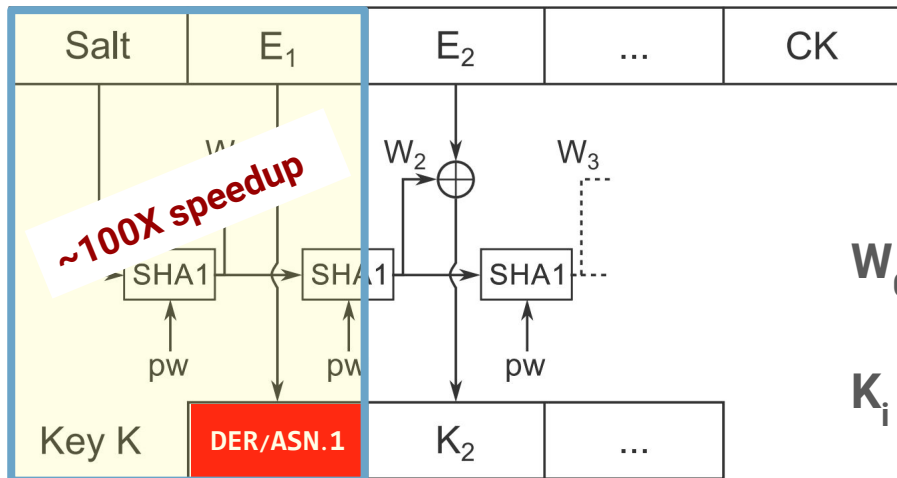 Salt E₁ E₂ ... CK
W₂ W₃
~100X speedup
SHA1 SHA1 SHA1
pw pw pw
Key K DER/ASN.1 K₂ ...
Kᵢ